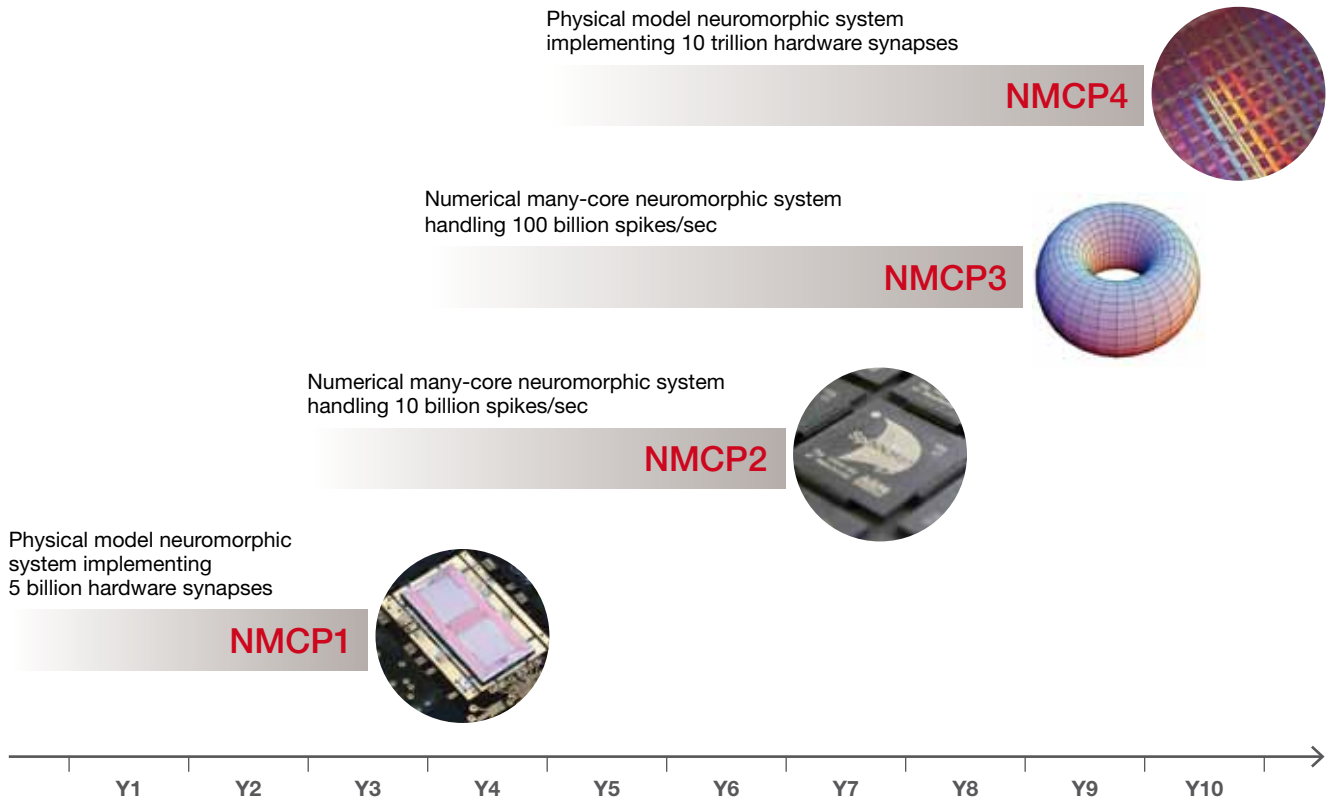 Physical model neuromorphic system
implementing 10 trillion hardware synapses
NMCP4
Numerical many-core neuromorphic system
handling 100 billion spikes/sec
NMCP3
Numerical many-core neuromorphic system
handling 10 billion spikes/sec
NMCP2
Physical model neuromorphic
system implementing
5 billion hardware synapses
NMCP1
Y1 Y2 Y3 Y4 Y5 Y6 Y7 Y8 Y9 Y10